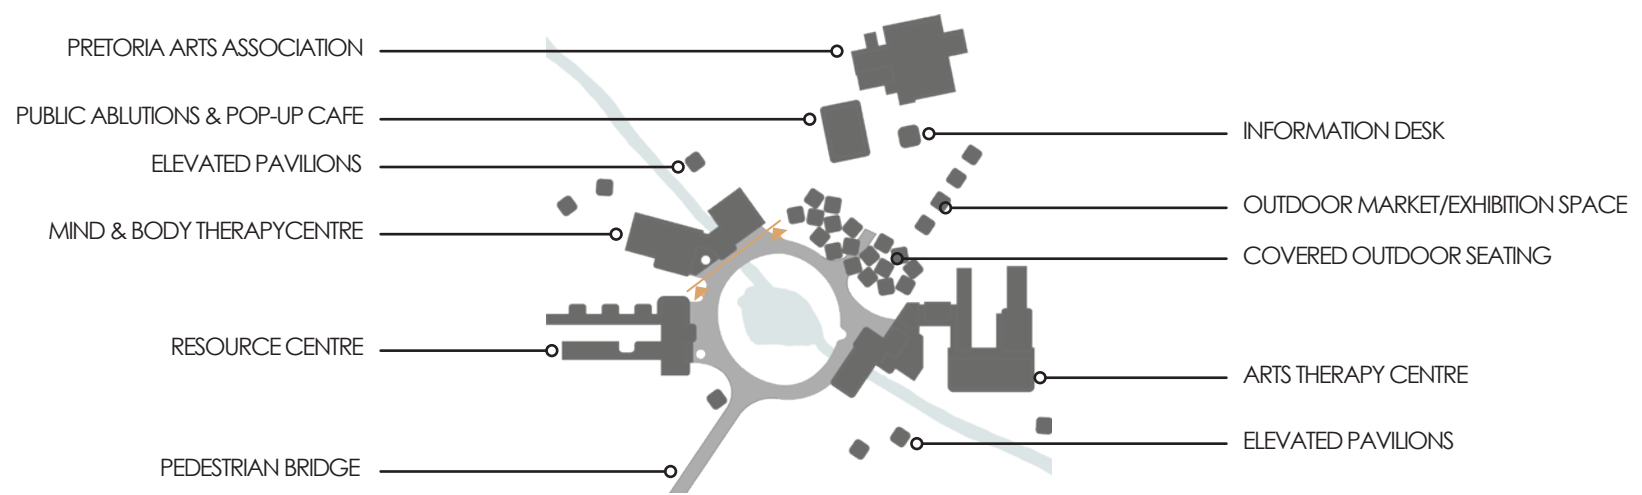 PRETORIA ARTS ASSOCIATION
PUBLIC ABLUTIONS & POP-UP CAFE
ELEVATED PAVILIONS
MIND & BODY THERAPYCENTRE
RESOURCE CENTRE
PEDESTRIAN BRIDGE
INFORMATION DESK
OUTDOOR MARKET/EXHIBITION SPACE
COVERED OUTDOOR SEATING
ARTS THERAPY CENTRE
ELEVATED PAVILIONS